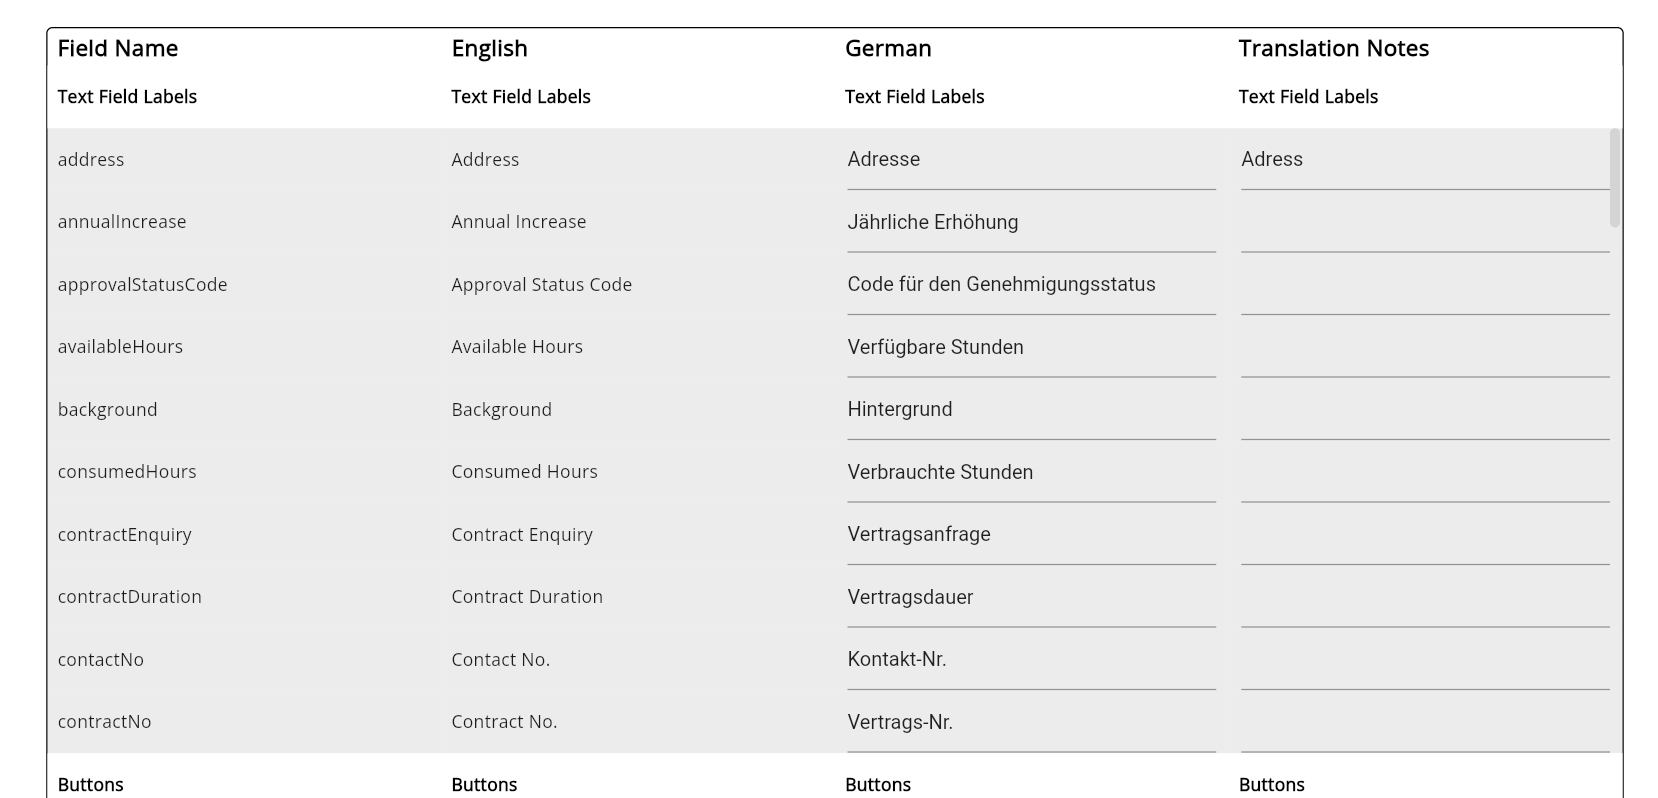 Field Name English German Translation Notes
Text Field Labels Text Field Labels Text Field Labels Text Field Labels
address Address Adresse Adress
annualIncrease Annual Increase Jährliche Erhöhung
approvalStatusCode Approval Status Code Code für den Genehmigungsstatus
availableHours Available Hours Verfügbare Stunden
background Background Hintergrund
consumedHours Consumed Hours Verbrauchte Stunden
contractEnquiry Contract Enquiry Vertragsanfrage
contractDuration Contract Duration Vertragsdauer
contactNo Contact No. Kontakt-Nr.
contractNo Contract No. Vertrags-Nr.
Buttons Buttons Buttons Buttons